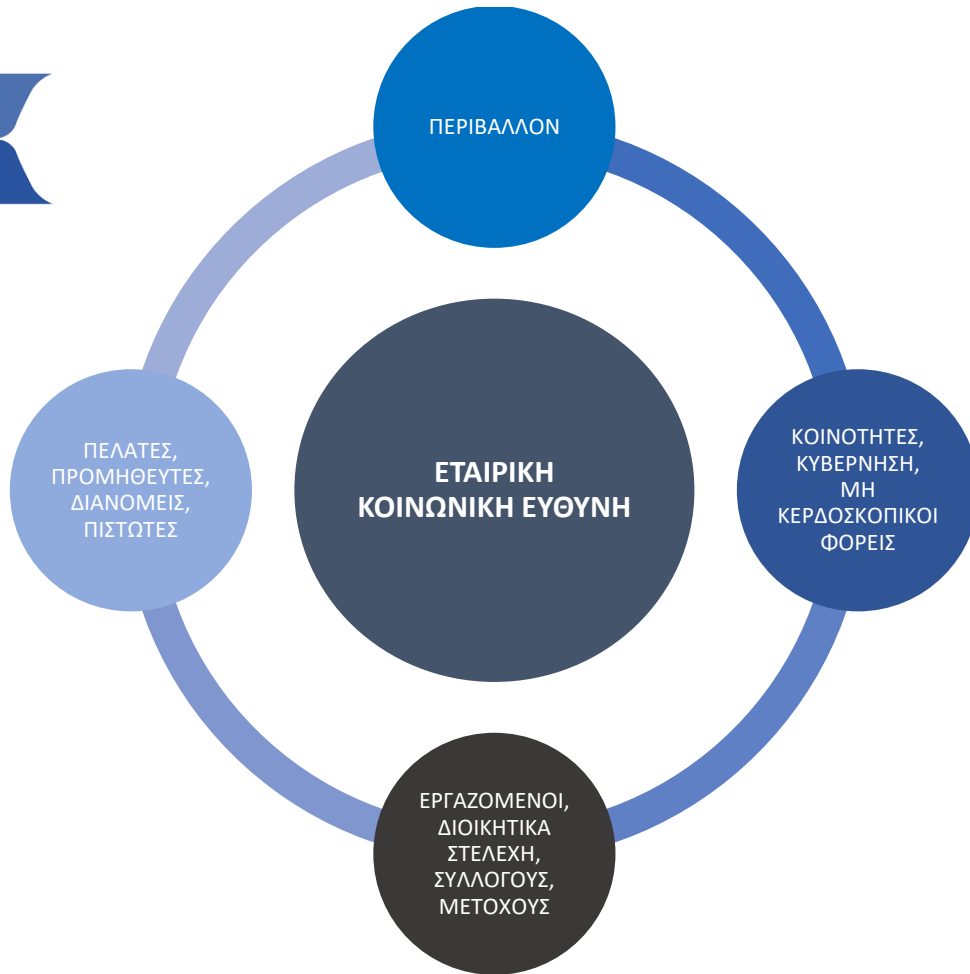 ΠΕΡΙΒΑΛΛΟΝ
ΠΕΛΑΤΕΣ,
ΠΡΟΜΗΘΕΥΤΕΣ,
ΔΙΑΝΟΜΕΙΣ,
ΠΙΣΤΩΤΕΣ
ΕΤΑΙΡΙΚΗ
ΚΟΙΝΩΝΙΚΗ ΕΥΘΥΝΗ
ΚΟΙΝΟΤΗΤΕΣ,
ΚΥΒΕΡΝΗΣΗ,
ΜΗ
ΚΕΡΔΟΣΚΟΠΙΚΟΙ
ΦΟΡΕΙΣ
ΕΡΓΑΖΟΜΕΝΟΙ,
ΔΙΟΙΚΗΤΙΚΑ
ΣΤΕΛΕΧΗ,
ΣΥΛΛΟΓΟΥΣ,
ΜΕΤΟΧΟΥΣ